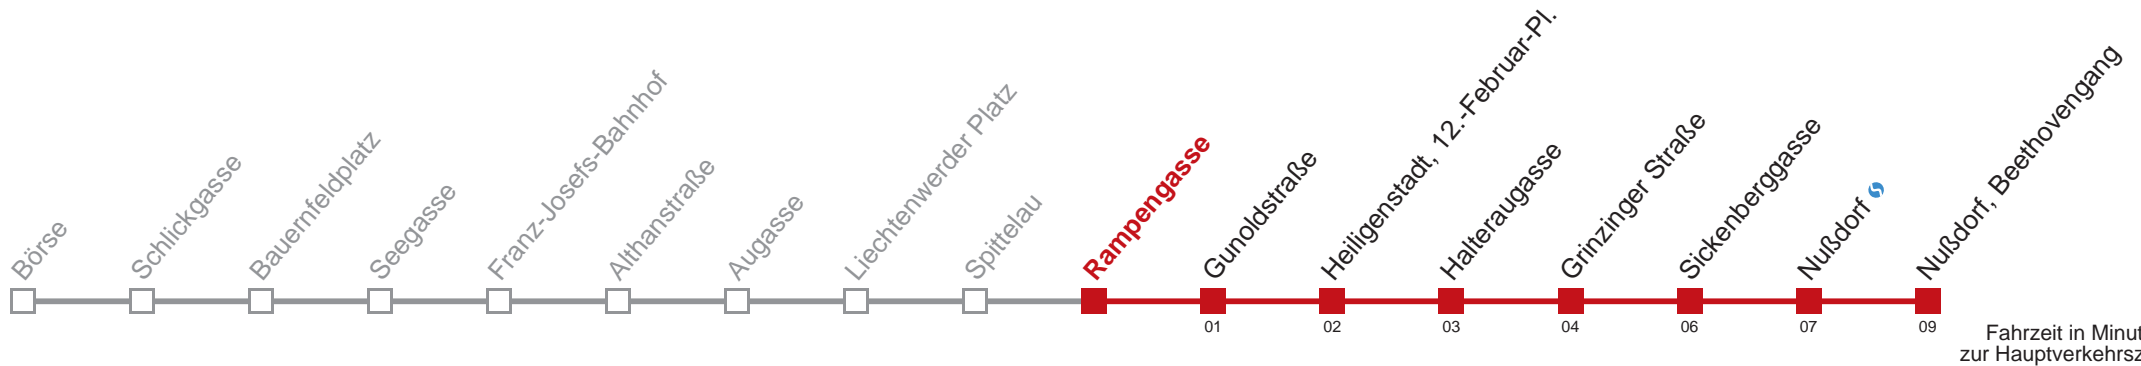 Börse
Schlickgasse
Bauernfeldplatz
Seegasse
Franz-Josefs-Bahnhof
Althanstraße
Augasse
Liechtenwerder Platz
Spittelau
Rampengasse
Gunoldstraße
Heiligenstadt, 12.-Februar-Pl.
Halteraugasse
Grinzinger Straße
Sickenberggasse
Nußdorf
Nußdorf, Beethovengang
01
02
03
04
06
07
09
Fahrzeit in Minut
zur Hauptverkehrsz